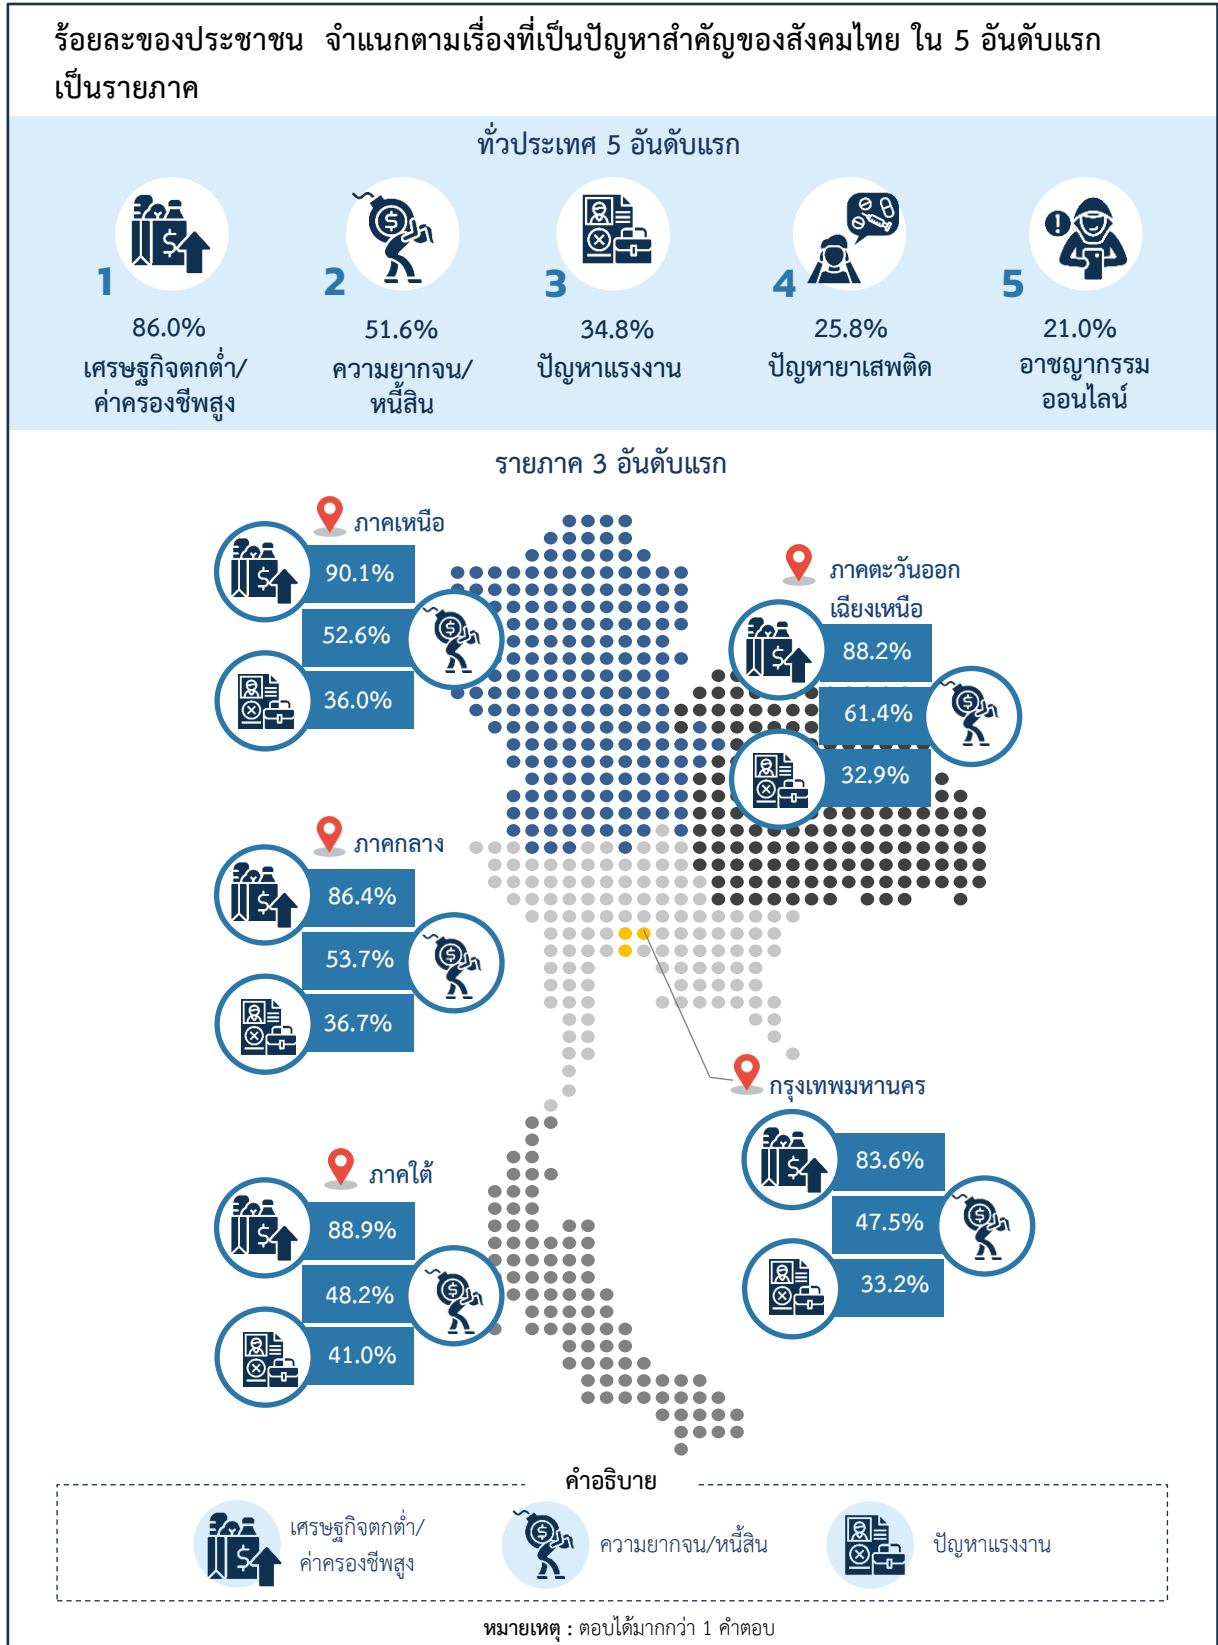 ร้อยละของประชาชน จำแนกตามเรื่องที่เป็นปัญหาสำคัญของสังคมไทย ใน 5 อันดับแรก
เป็นรายภาค
ทั่วประเทศ 5 อันดับแรก
1
86.0%
เศรษฐกิจตกต่ำ/
ค่าครองชีพสูง
2
51.6%
ความยากจน/
หนี้สิน
3
34.8%
ปัญหาแรงงาน
4
25.8%
ปัญหายาเสพติด
5
21.0%
อาชญากรรม
ออนไลน์
รายภาค 3 อันดับแรก
ภาคเหนือ
90.1%
52.6%
36.0%
ภาคตะวันออก
เฉียงเหนือ
88.2%
61.4%
32.9%
ภาคกลาง
86.4%
53.7%
36.7%
กรุงเทพมหานคร
83.6%
47.5%
33.2%
ภาคใต้
88.9%
48.2%
41.0%
คำอธิบาย
เศรษฐกิจตกต่ำ/
ค่าครองชีพสูง
ความยากจน/หนี้สิน
ปัญหาแรงงาน
หมายเหตุ : ตอบได้มากกว่า 1 คำตอบ